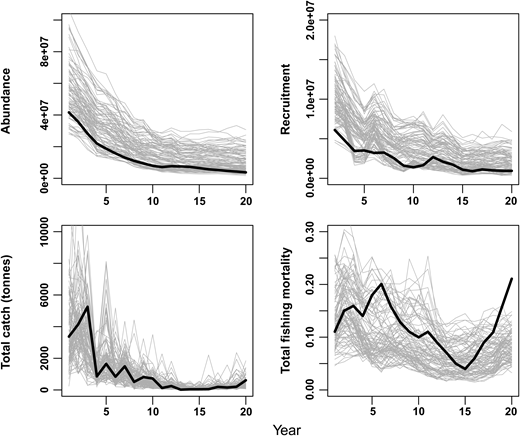 Abundance
8e+07
4e+07
0e+00
5 10 15 20
Recruitment
2.0e+07
1.0e+07
0.0e+00
5 10 15 20
Total catch (tonnes)
10000
6000
2000
0
5 10 15 20
Total fishing mortality
0.30
0.20
0.10
0.00
5 10 15 20
Year